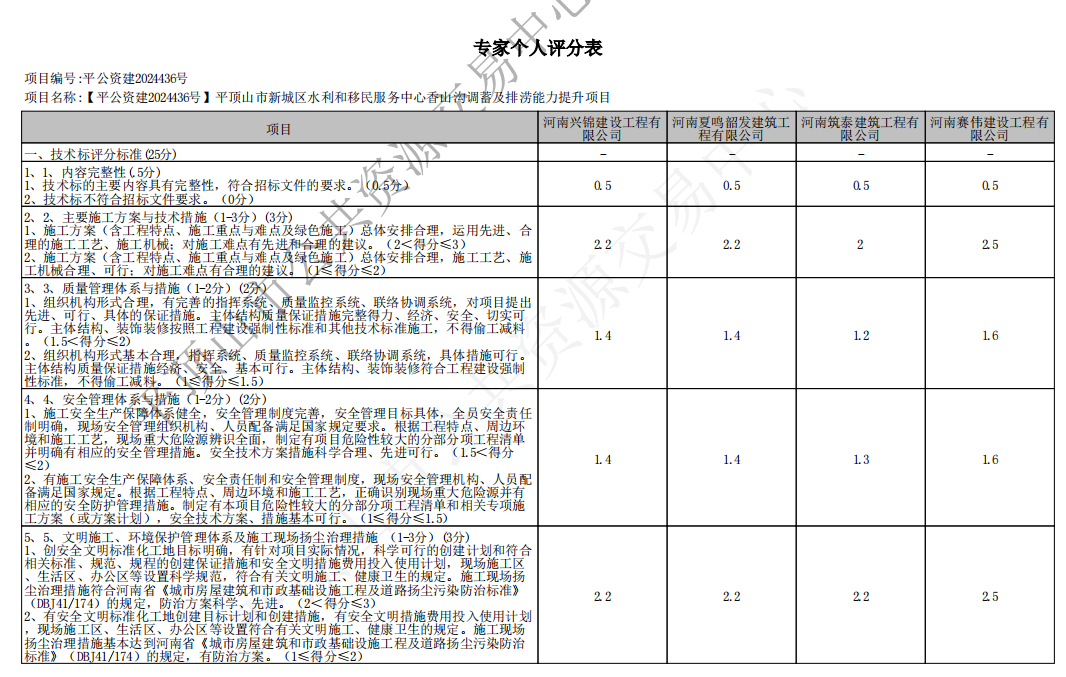 专家个人评分表
项目编号:平公资建2024436号
项目名称:【平公资建2024436号】平顶山市新城区水利和移民服务中心香山沟调蓄及排涝能力提升项目
项目 河南兴锦建设工程有限公司 河南夏鸣韶发建筑工程有限公司 河南筑泰建筑工程有限公司 河南赛伟建设工程有限公司
一、技术标评分标准(25分) - - - -
1、1、内容完整性(.5分)
1、技术标的主要内容具有完整性，符合招标文件的要求。（0.5分） 0.5 0.5 0.5 0.5
2、技术标不符合招标文件要求。（0分）
2、2、主要施工方案与技术措施（1-3分）(3分)
1、施工方案（含工程特点、施工重点与难点及绿色施工）总体安排合理，运用先进、合
理的施工工艺、施工机械；对施工难点有先进和合理的建议。（2＜得分≤3） 2.2 2.2 2 2.5
2、施工方案（含工程特点、施工重点与难点及绿色施工）总体安排合理，施工工艺、施
工机械合理、可行；对施工难点有合理的建议。（1≤得分≤2）
3、3、质量管理体系与措施（1-2分）(2分)
1、组织机构形式合理，有完善的指挥系统、质量监控系统、联络协调系统，对项目提出
先进、可行、具体的保证措施。主体结构质量保证措施完整得力、经济、安全、切实可
行。主体结构、装饰装修按照工程建设强制性标准和其他技术标准施工，不得偷工减料
。（1.5＜得分≤2） 1.4 1.4 1.2 1.6
2、组织机构形式基本合理，指挥系统、质量监控系统、联络协调系统，具体措施可行。
主体结构质量保证措施经济、安全、基本可行。主体结构、装饰装修符合工程建设强制
性标准，不得偷工减料。（1≤得分≤1.5）
4、4、安全管理体系与措施（1-2分）(2分)
1、施工安全生产保障体系健全，安全管理制度完善，安全管理目标具体，全员安全责任
制明确，现场安全管理组织机构、人员配备满足国家规定要求。根据工程特点、周边环
境和施工工艺，现场重大危险源辨识全面，制定有项目危险性较大的分部分项工程清单
并明确有相应的安全管理措施。安全技术方案措施科学合理、先进可行。（1.5＜得分
≤2） 1.4 1.4 1.3 1.6
2、有施工安全生产保障体系、安全责任制和安全管理制度，现场安全管理机构、人员配
备满足国家规定。根据工程特点、周边环境和施工工艺，正确识别现场重大危险源并有
相应的安全防护管理措施。制定有本项目危险性较大的分部分项工程清单和相关专项施
工方案（或方案计划），安全技术方案、措施基本可行。（1≤得分≤1.5）
5、5、文明施工、环境保护管理体系及施工现场扬尘治理措施 （1-3分）(3分)
1、创安全文明标准化工地目标明确，有针对项目实际情况，科学可行的创建计划和符合
相关标准、规范、规程的创建保证措施和安全文明措施费用投入使用计划，现场施工区
、生活区、办公区等设置科学规范，符合有关文明施工、健康卫生的规定。施工现场扬
尘治理措施符合河南省《城市房屋建筑和市政基础设施工程及道路扬尘污染防治标准》
（DBJ41/174）的规定，防治方案科学、先进。（2＜得分≤3） 2.2 2.2 2.2 2.5
2、有安全文明标准化工地创建目标计划和创建措施，有安全文明措施费用投入使用计划
，现场施工区、生活区、办公区等设置符合有关文明施工、健康卫生的规定。施工现场
扬尘治理措施基本达到河南省《城市房屋建筑和市政基础设施工程及道路扬尘污染防治
标准》（DBJ41/174）的规定，有防治方案。（1≤得分≤2）
平顶山市公共资源交易中心
公共资源交易中心